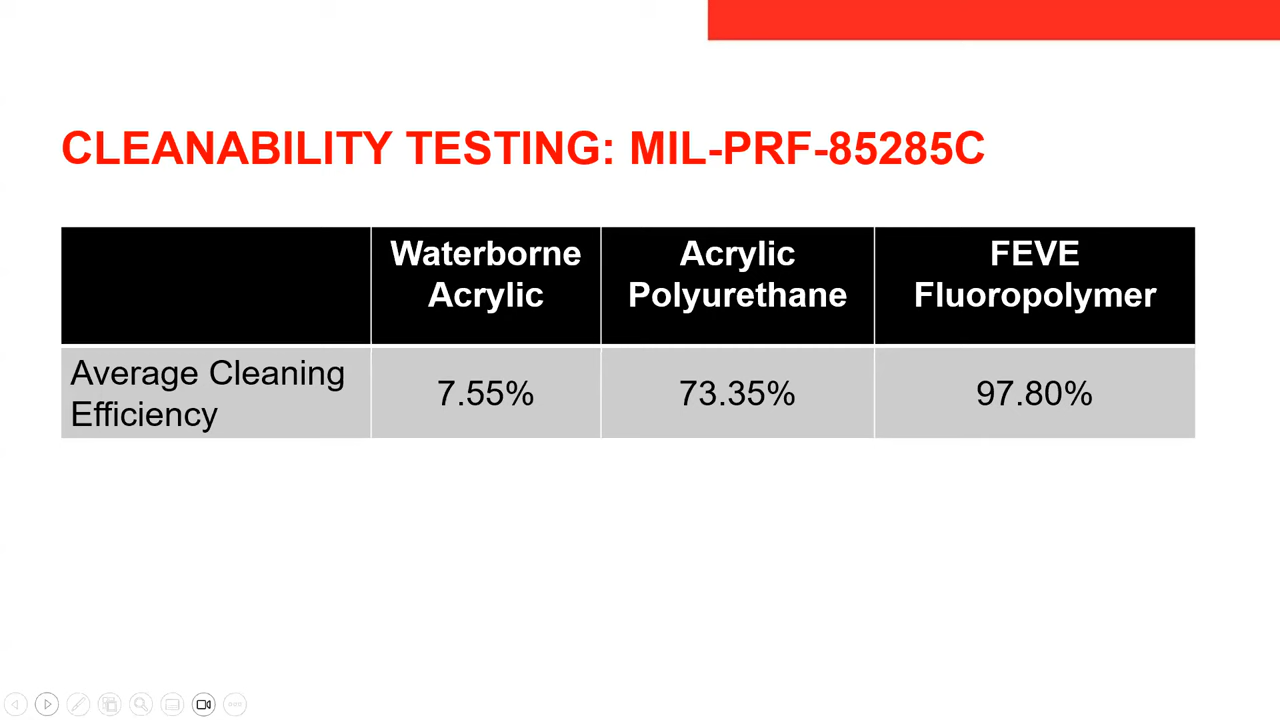 CLEANABILITY TESTING: MIL-PRF-85285C
Waterborne
Acrylic
Acrylic
Polyurethane
FEVE
Fluoropolymer
Average Cleaning
Efficiency
7.55%
73.35%
97.80%